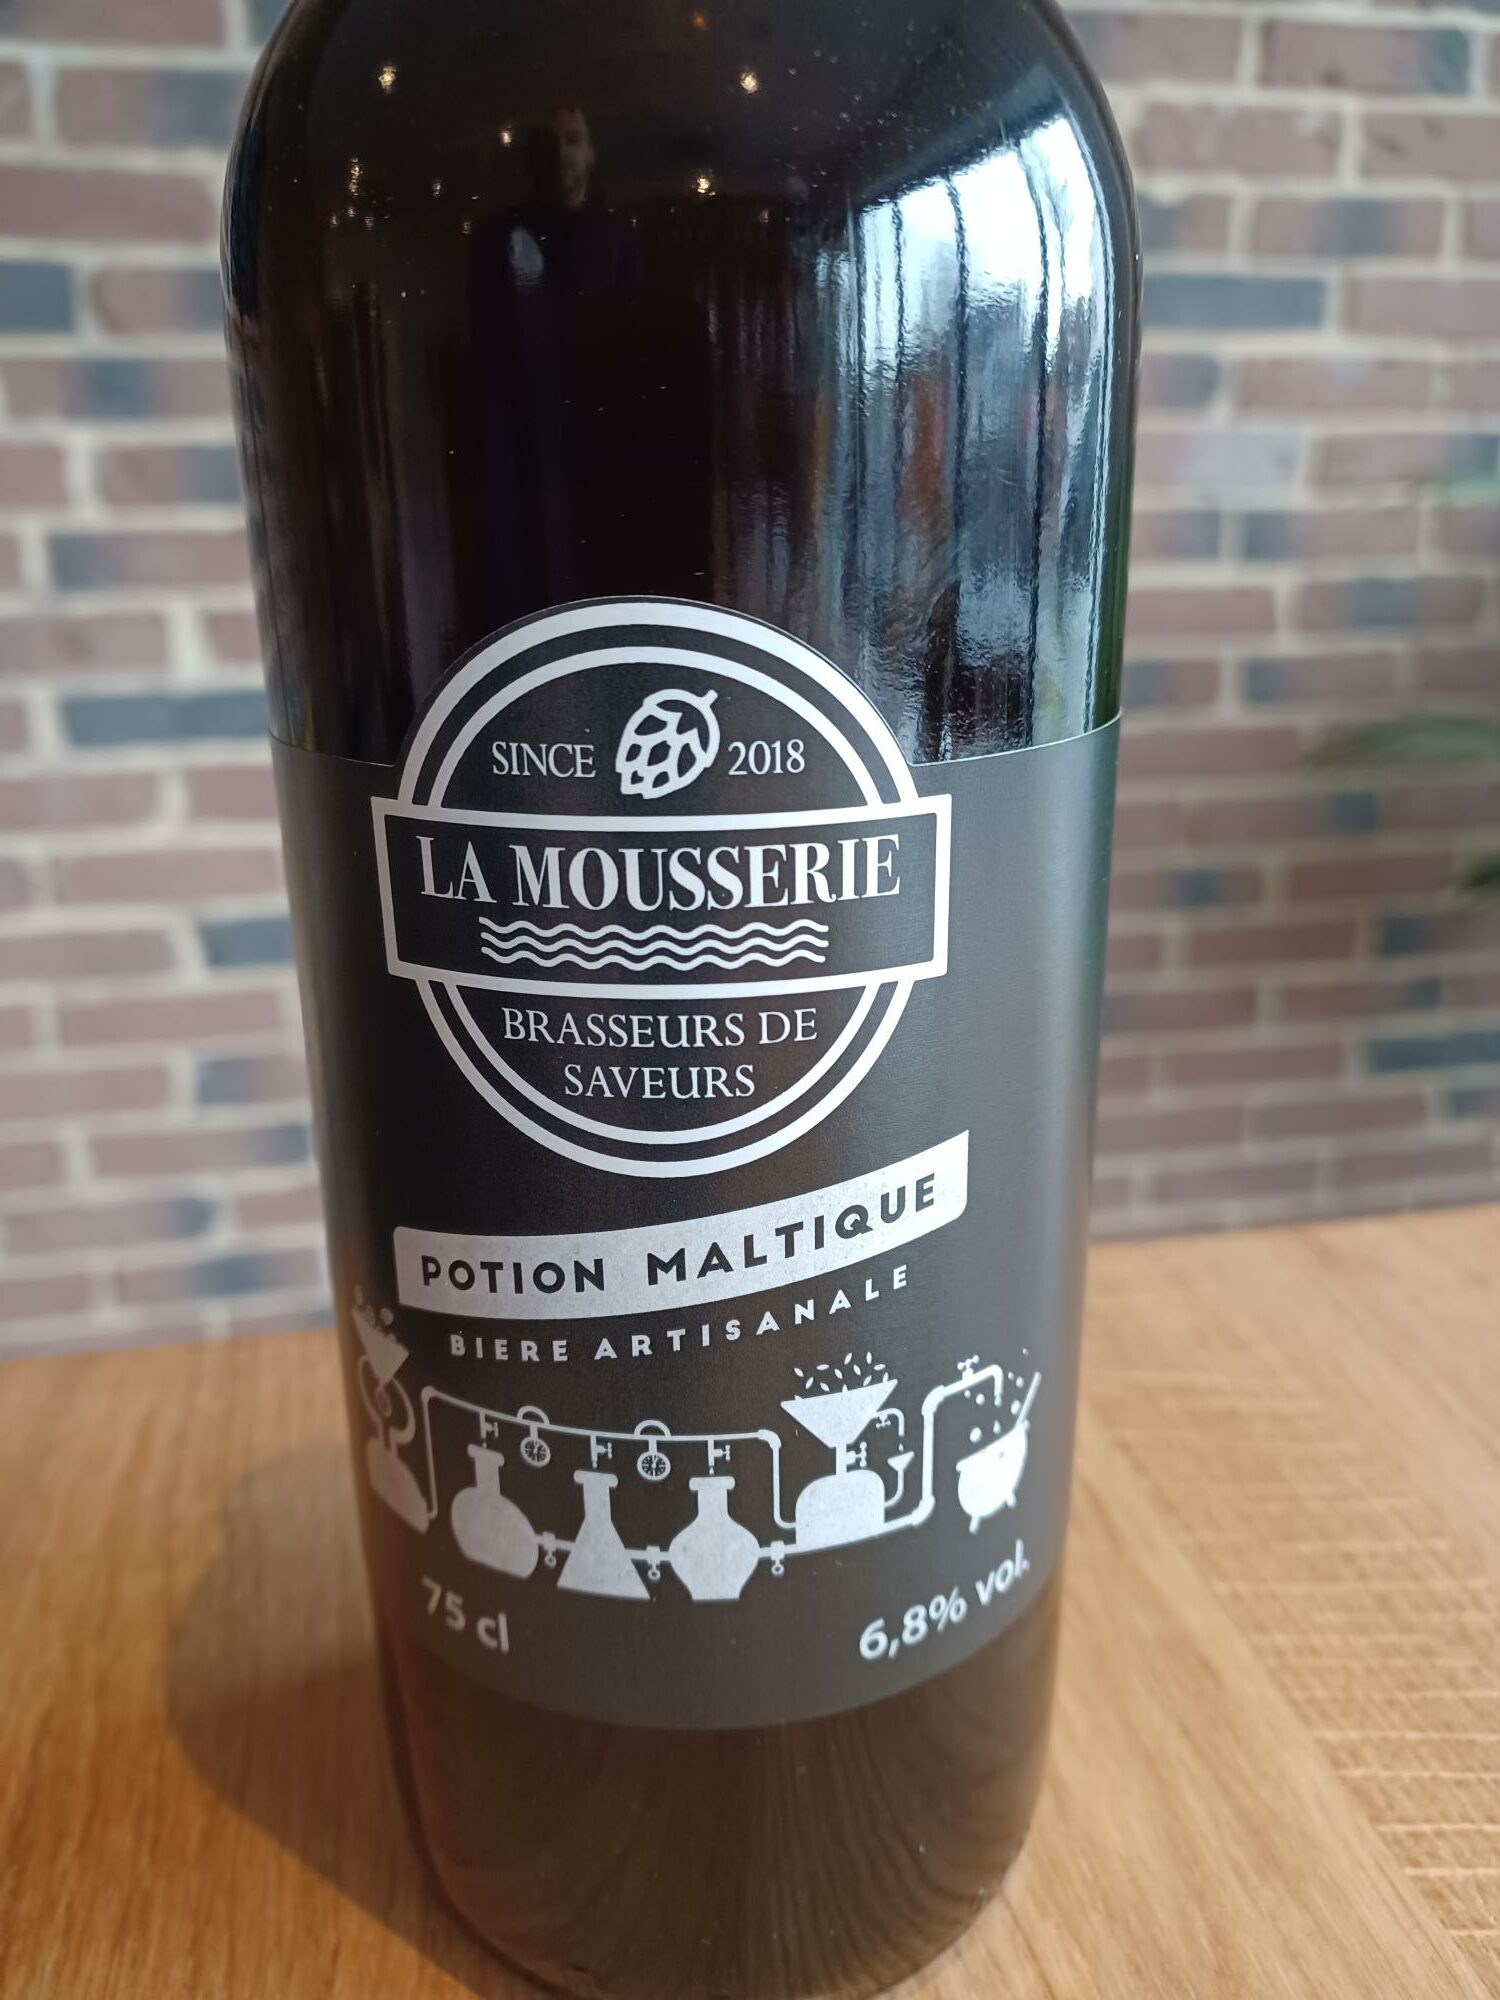 SINCE 2018
LA MOUSSERIE
BRASSEURS DE
SAVEURS
POTION MALTIQUE
BIERE ARTISANALE
75 cl
6,8% vol.